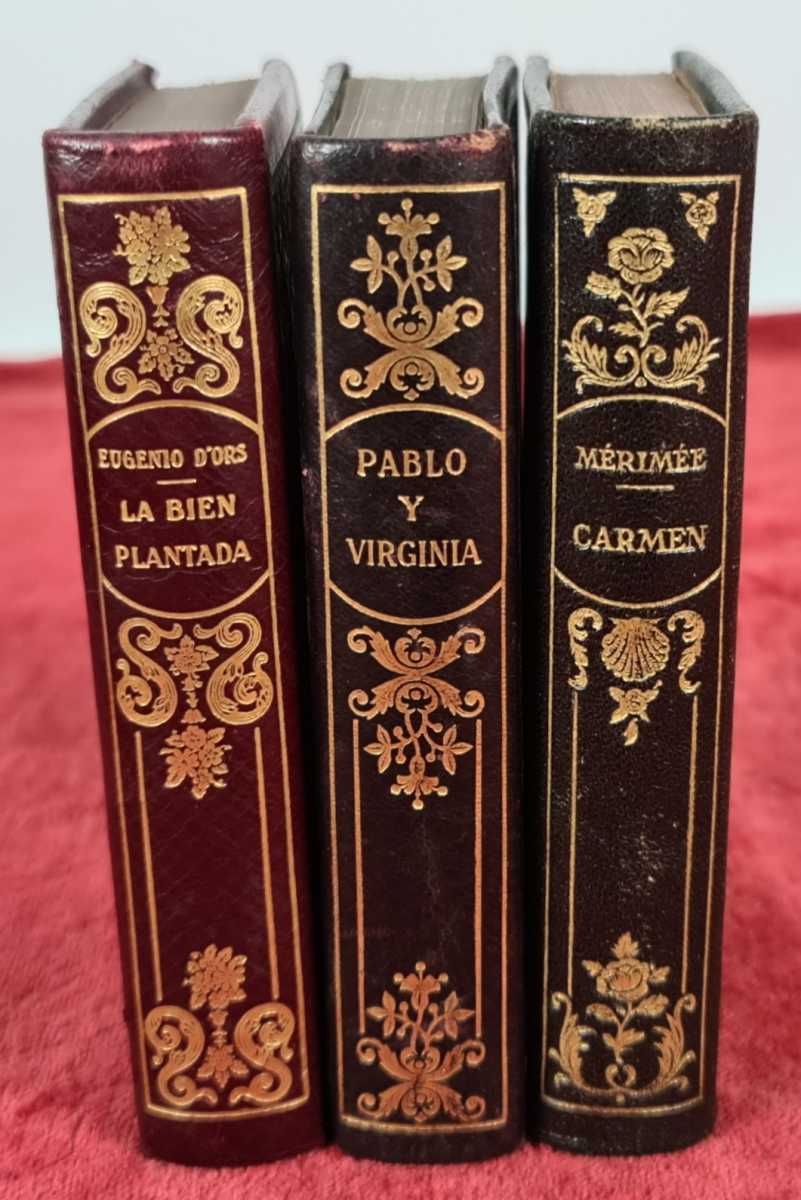 EUGENIO D'ORS
LA BIEN
PLANTADA
PABLO
Y
VIRGINIA
MÉRIMÉE
CARMEN